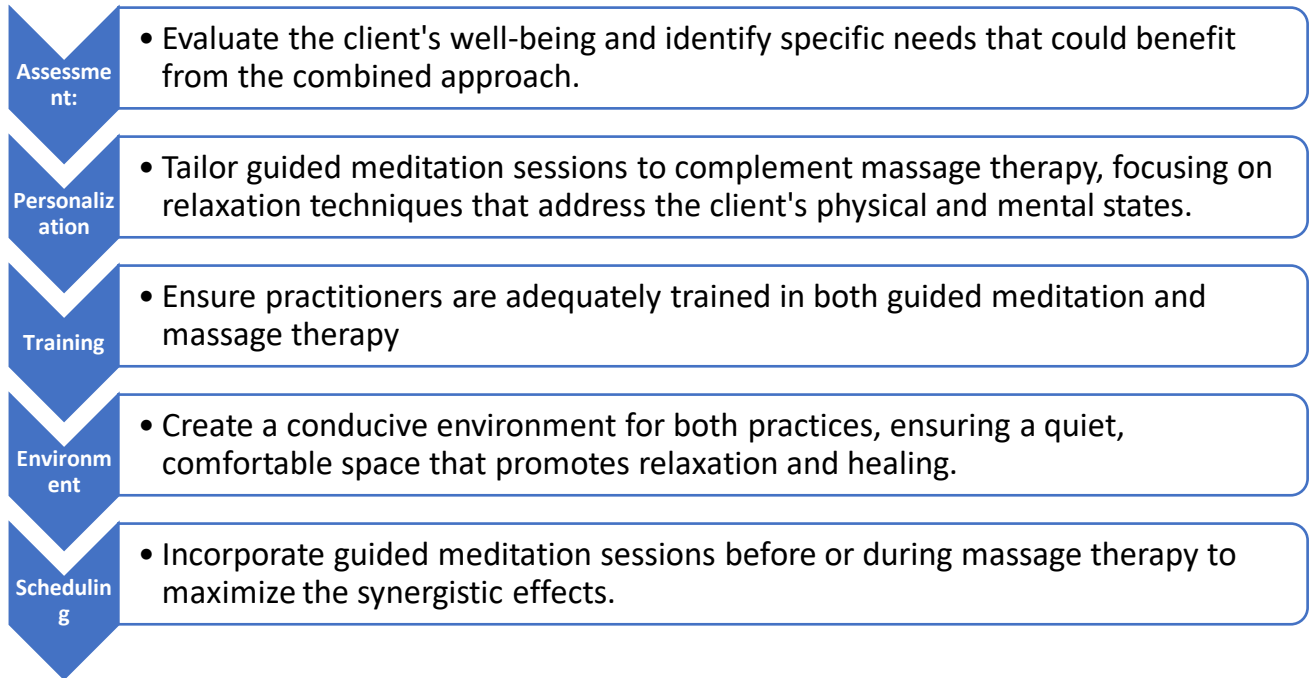 Assessme
nt:
• Evaluate the client's well-being and identify specific needs that could benefit
from the combined approach.
Personaliz
ation
• Tailor guided meditation sessions to complement massage therapy, focusing on
relaxation techniques that address the client's physical and mental states.
Training
• Ensure practitioners are adequately trained in both guided meditation and
massage therapy
Environm
ent
• Create a conducive environment for both practices, ensuring a quiet,
comfortable space that promotes relaxation and healing.
Schedulin
g
• Incorporate guided meditation sessions before or during massage therapy to
maximize the synergistic effects.